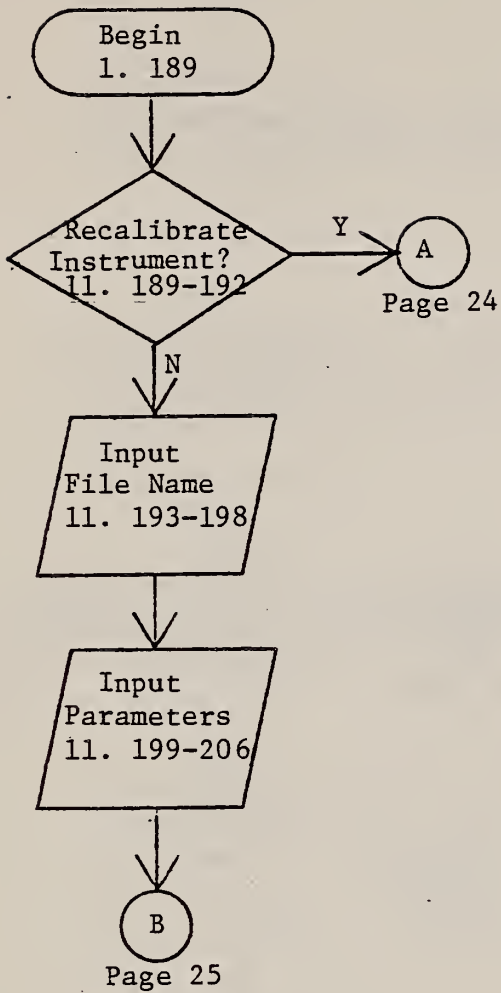 Begin
1. 189
Recalibrate
Instrument?
11. 189-192
Y
A
Page 24
N
Input
File Name
11. 193-198
Input
Parameters
11. 199-206
B
Page 25